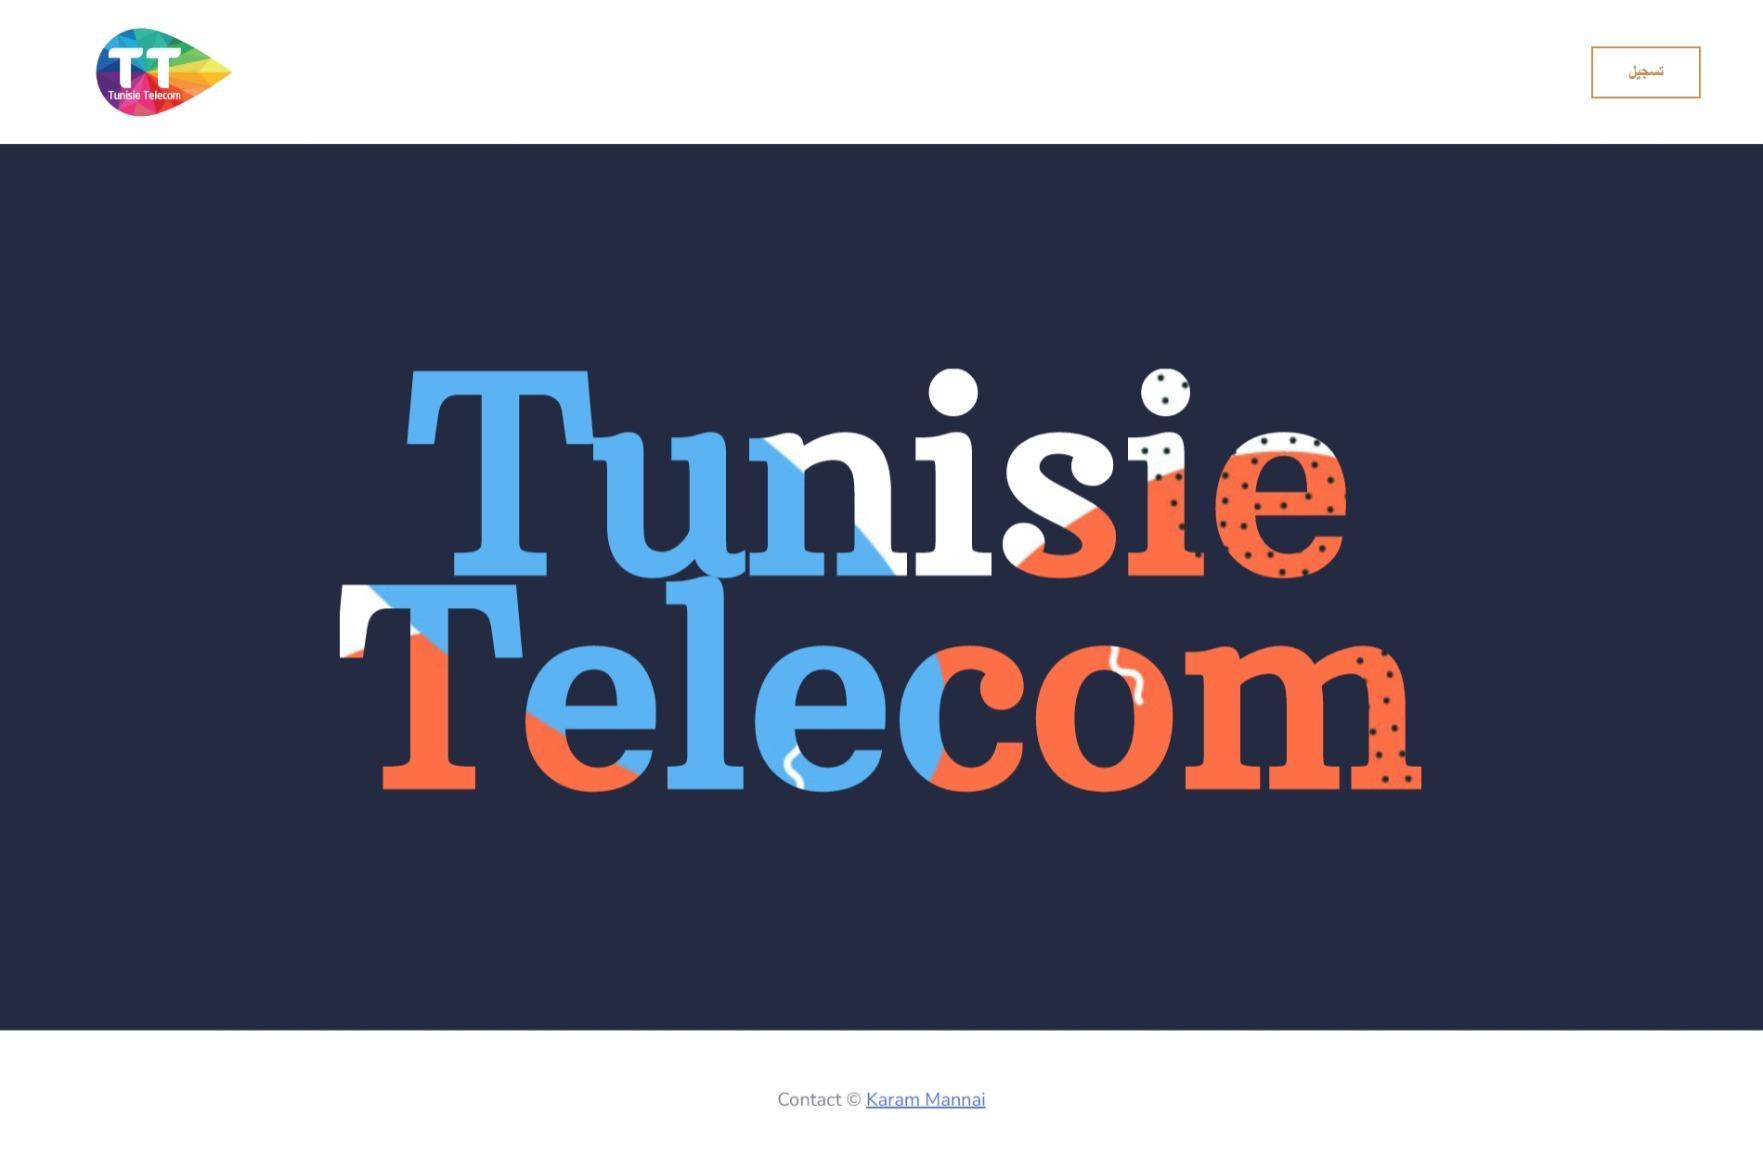 TT
Tunisie Telecom
تسجيل
Tunisie
Telecom
Contact © Karam Mannai